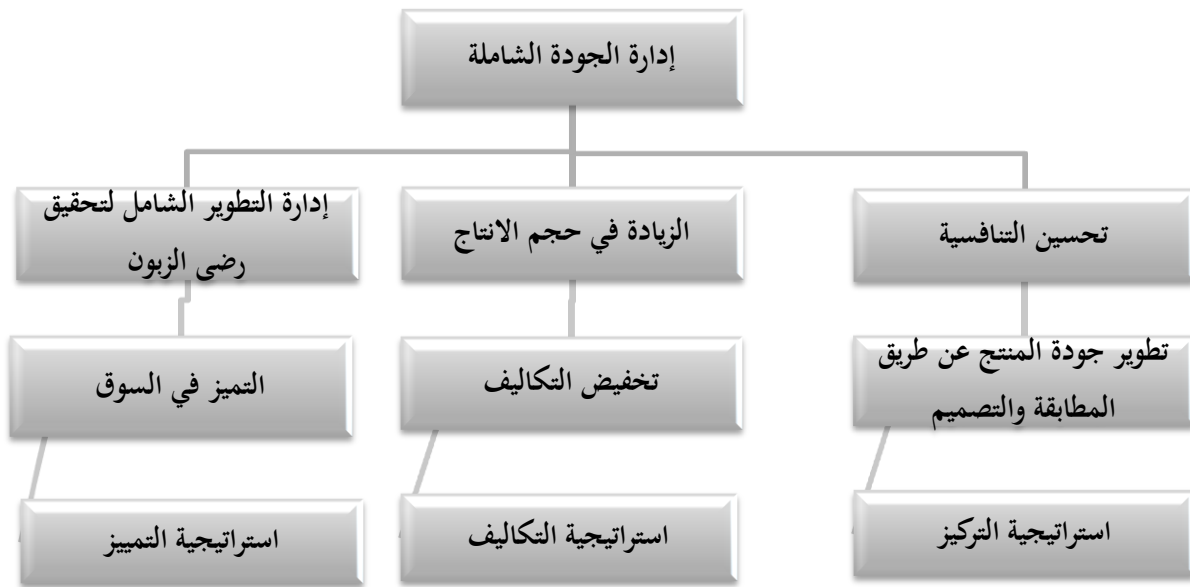 إدارة الجودة الشاملة
تحسين التنافسية
الزيادة في حجم الانتاج
إدارة التطوير الشامل لتحقيق
رضى الزبون
تطوير جودة المنتج عن طريق
المطابقة والتصميم
تخفيض التكاليف
التميز في السوق
استراتيجية التركيز
استراتيجية التكاليف
استراتيجية التمييز